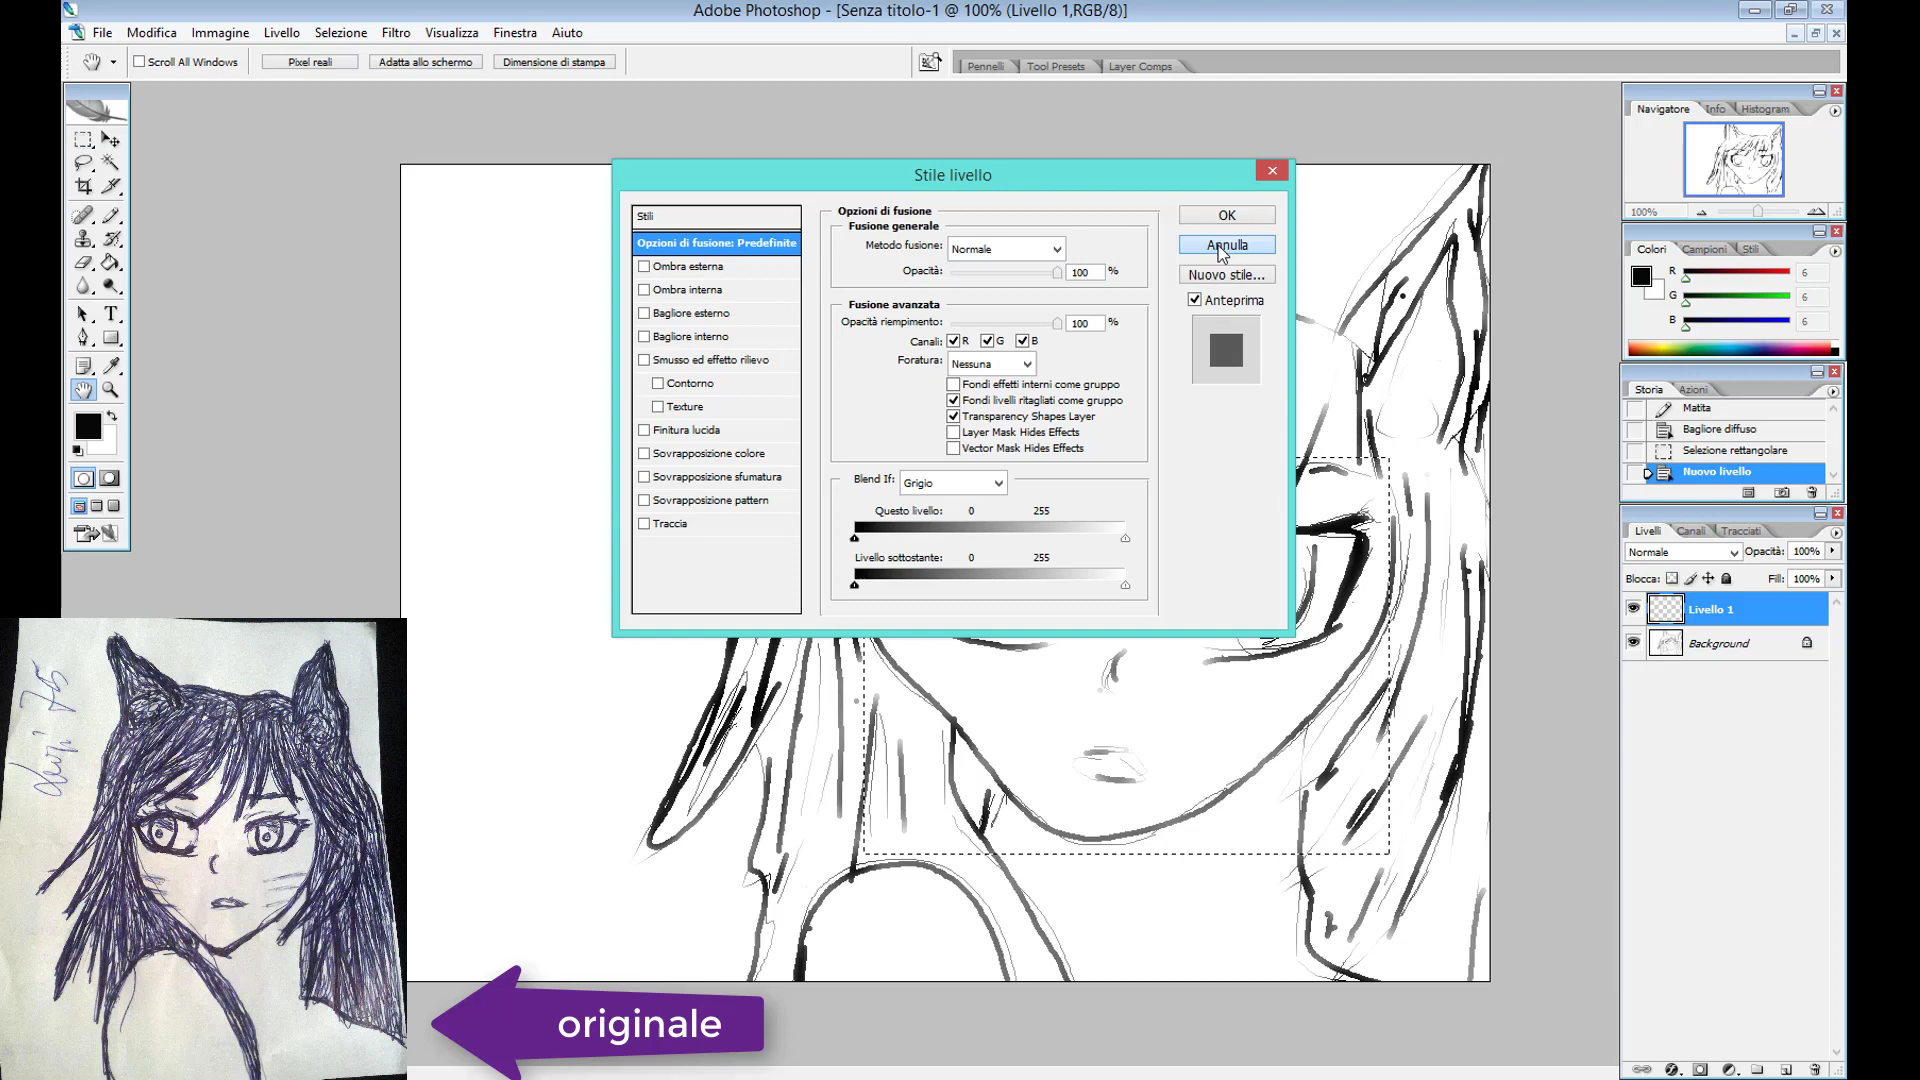 Adobe Photoshop - [Senza titolo-1 @ 100% (Livello 1,RGB/8)]
File Modifica Immagine Livello Selezione Filtro Visualizza Finestra Aiuto
Scroll All Windows Pixel reali Adatta allo schermo Dimensione di stampa
Pennelli Tool Presets Layer Comps
Navigatore Info Histogram
100%
Colori Campioni Stili
R 6
G 6
B 6
Storia Azioni
Matita
Bagliore diffuso
Selezione rettangolare
Nuovo livello
Livelli Canali Tracciati
Normale Opacità: 100%
Blocca: Fill: 100%
Livello 1
Background
Stile livello
Stili
Opzioni di fusione: Predefinite
Ombra esterna
Ombra interna
Bagliore esterno
Bagliore interno
Smusso ed effetto rilievo
Contorno
Texture
Finitura lucida
Sovrapposizione colore
Sovrapposizione sfumatura
Sovrapposizione pattern
Traccia
Opzioni di fusione
Fusione generale
Metodo fusione: Normale
Opacità: 100 %
Fusione avanzata
Opacità riempimento: 100 %
Canali: R G B
Foratura: Nessuna
Fondi effetti interni come gruppo
Fondi livelli ritagliati come gruppo
Transparency Shapes Layer
Layer Mask Hides Effects
Vector Mask Hides Effects
Blend If: Grigio
Questo livello: 0 255
Livello sottostante: 0 255
OK
Annulla
Nuovo stile...
Anteprima
originale